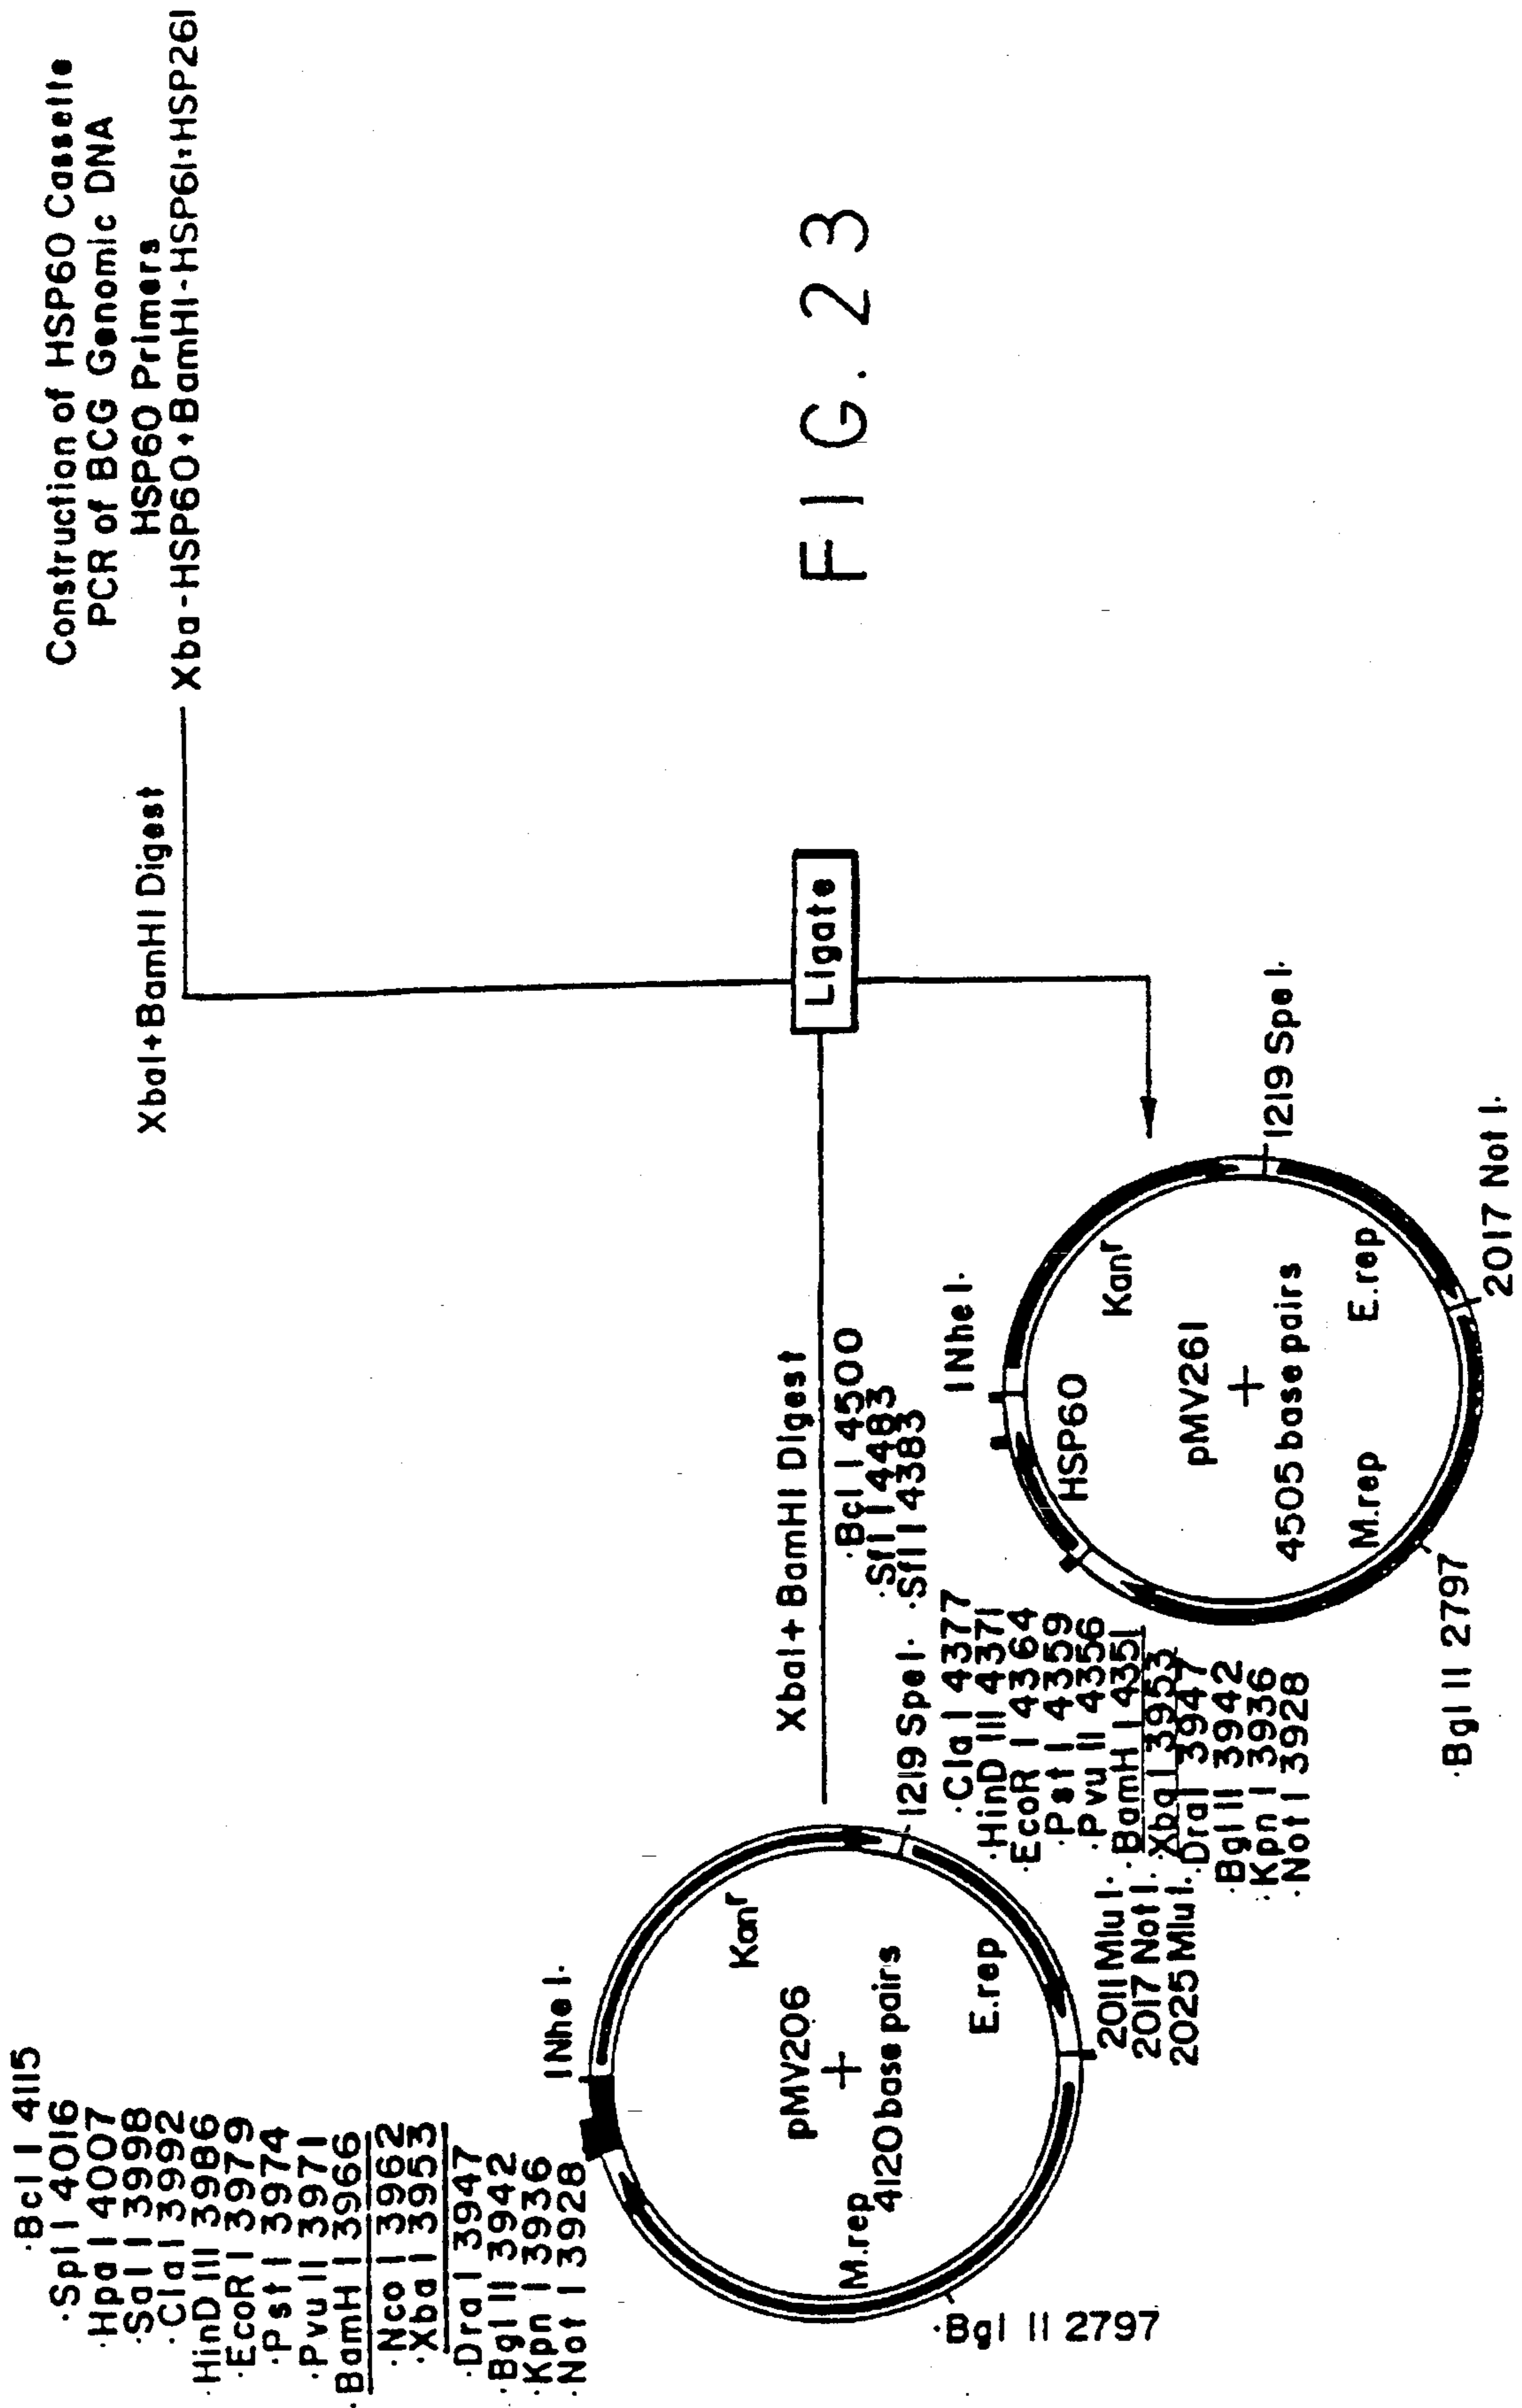 Construction of HSP60 Cassette
PCR of BCG Genomic DNA
HSP60 Primers
Xba-HSP60+BamHI-HSP61:HSP261
XbaI+BamHI Digest
Ligate
XbaI+BamHI Digest
FIG. 23
Bcl I 4115
Spl I 4016
Hpa I 4007
Sal I 3998
Cla I 3992
HinD III 3986
EcoR I 3979
Pst I 3974
Pvu II 3971
BamH I 3966
Nco I 3962
Xba I 3953
Dra I 3947
Bgl II 3942
Kpn I 3936
Not I 3928
1 Nhe I
Kanr
pMV206
4120 base pairs
M.rep
E.rep
1219 Spe I
2011 Mlu I
2017 Not I
2025 Mlu I
Bgl II 2797
Bcl I 4500
Sfi I 4483
Sfi I 4383
Cla I 4377
HinD III 4371
EcoR I 4364
Pst I 4359
Pvu II 4356
BamH I 4351
Xba I 3953
Dra I 3947
Bgl II 3942
Kpn I 3936
Not I 3928
1 Nhe I
HSP60
Kanr
pMV261
4505 base pairs
M.rep
E.rep
1219 Spe I
2017 Not I
Bgl II 2797